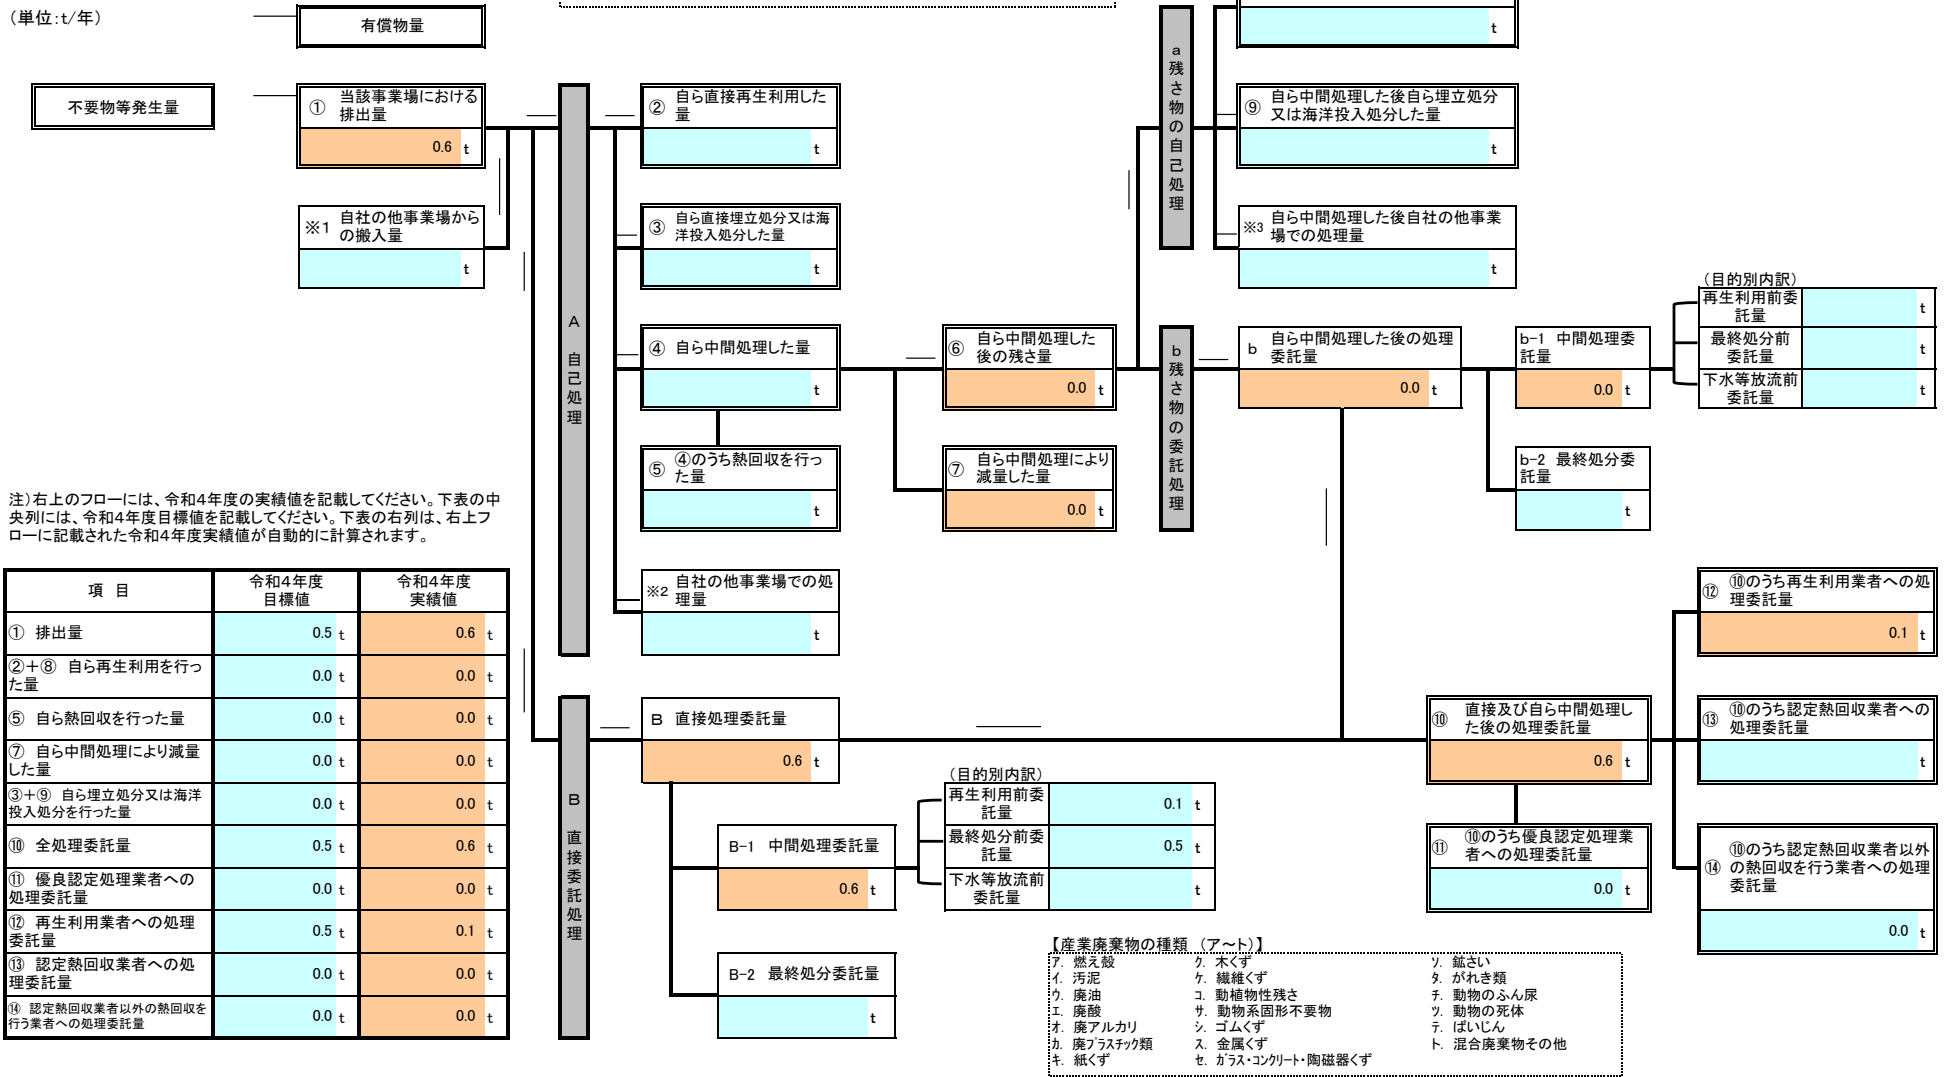 （単位:t/年）
有償物量
t
不要物等発生量
① 当該事業場における
排出量
0.6 t
※1 自社の他事業場から
の搬入量
t
A 自己処理
② 自ら直接再生利用した
量
t
③ 自ら直接埋立処分又は海
洋投入処分した量
t
④ 自ら中間処理した量
t
⑤ ④のうち熱回収を行っ
た量
t
※2 自社の他事業場での処
理量
t
⑥ 自ら中間処理した
後の残さ量
0.0 t
⑦ 自ら中間処理により
減量した量
0.0 t
a 残さ物の自己処理
⑨ 自ら中間処理した後自ら埋立処分
又は海洋投入処分した量
t
※3 自ら中間処理した後自社の他事業
場での処理量
t
b 残さ物の委託処理
b 自ら中間処理した後の処理
委託量
0.0 t
b-1 中間処理委
託量
0.0 t
b-2 最終処分委
託量
t
（目的別内訳）
再生利用前委
託量
t
最終処分前
委託量
t
下水等放流前
委託量
t
注）右上のフローには、令和4年度の実績値を記載してください。下表の中
央列には、令和4年度目標値を記載してください。下表の右列は、右上フ
ローに記載された令和4年度実績値が自動的に計算されます。
項 目
令和4年度
目標値
令和4年度
実績値
① 排出量 0.5 t 0.6 t
②＋⑧ 自ら再生利用を行っ
た量 0.0 t 0.0 t
⑤ 自ら熱回収を行った量 0.0 t 0.0 t
⑦ 自ら中間処理により減量
した量 0.0 t 0.0 t
③＋⑨ 自ら埋立処分又は海洋
投入処分を行った量 0.0 t 0.0 t
⑩ 全処理委託量 0.5 t 0.6 t
⑪ 優良認定処理業者への
処理委託量 0.0 t 0.0 t
⑫ 再生利用業者への処理
委託量 0.5 t 0.1 t
⑬ 認定熱回収業者への処
理委託量 0.0 t 0.0 t
⑭ 認定熱回収業者以外の熱回収を
行う業者への処理委託量 0.0 t 0.0 t
B 直接委託処理
B 直接処理委託量
0.6 t
B-1 中間処理委託量
0.6 t
B-2 最終処分委託量
t
（目的別内訳）
再生利用前委
託量
0.1 t
最終処分前委
託量
0.5 t
下水等放流前
委託量
t
⑩ 直接及び自ら中間処理し
た後の処理委託量
0.6 t
⑪ ⑩のうち優良認定処理業
者への処理委託量
0.0 t
⑫ ⑩のうち再生利用業者への処
理委託量
0.1 t
⑬ ⑩のうち認定熱回収業者への
処理委託量
t
⑭ ⑩のうち認定熱回収業者以外
の熱回収を行う業者への処理
委託量
0.0 t
【産業廃棄物の種類 （ア～ト）】
ア. 燃え殻 ク. 木くず ソ. 鉱さい
イ. 汚泥 ケ. 繊維くず タ. がれき類
ウ. 廃油 コ. 動植物性残さ チ. 動物のふん尿
エ. 廃酸 サ. 動物系固形不要物 ツ. 動物の死体
オ. 廃アルカリ シ. ゴムくず テ. ばいじん
カ. 廃プラスチック類 ス. 金属くず ト. 混合廃棄物その他
キ. 紙くず セ. ガラス・コンクリート・陶磁器くず